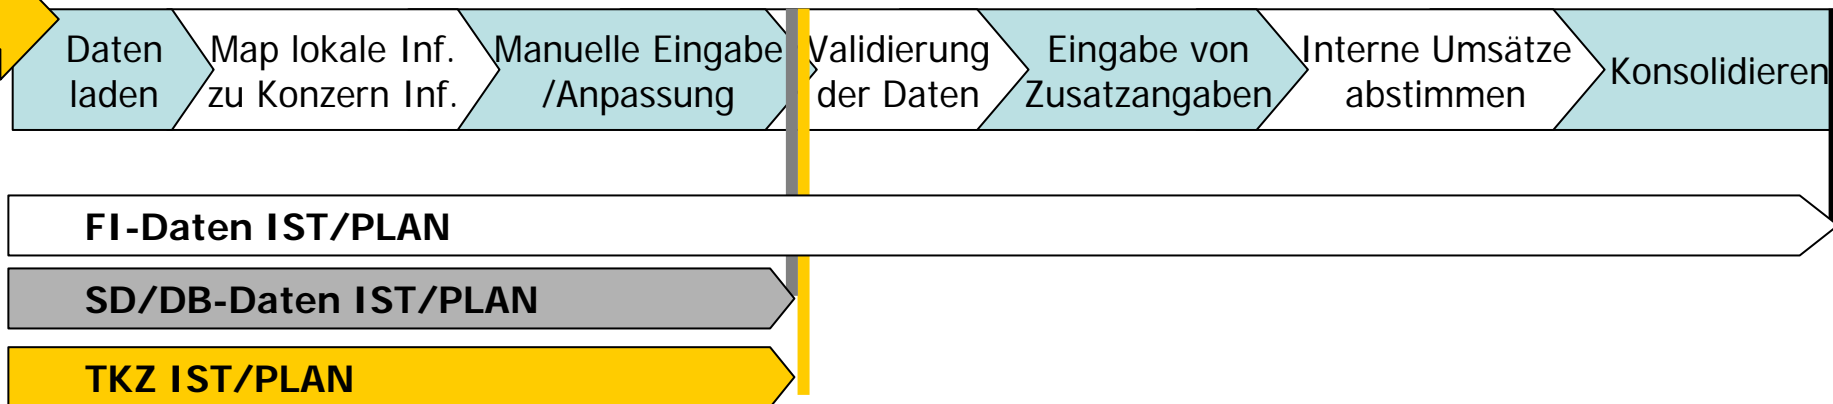 Daten
laden
Map lokale Inf.
zu Konzern Inf.
Manuelle Eingabe
/Anpassung
Validierung
der Daten
Eingabe von
Zusatzangaben
Interne Umsätze
abstimmen
Konsolidieren
FI-Daten IST/PLAN
SD/DB-Daten IST/PLAN
TKZ IST/PLAN